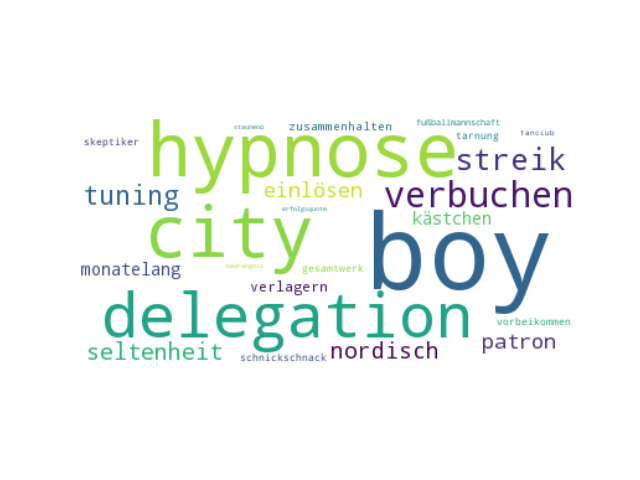 staunend zusammenhalten fußballmannschaft
skeptiker hypnose tarnung fanclub
streik
tuning einlösen verbuchen
city erfolgsquote kästchen
boy
monatelang gesamtwerk
verlagern
delegation vorbeikommen
seltenheit schnickschnack nordisch patron